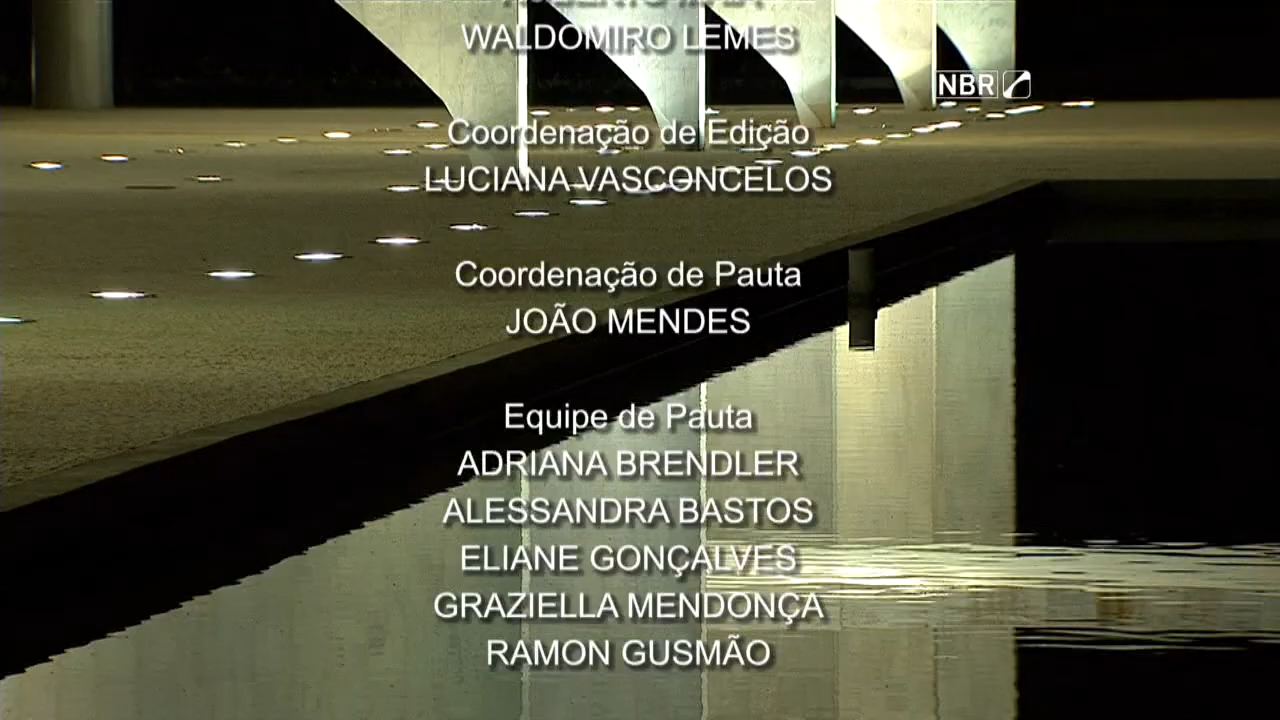 WALDOMIRO LEMES
NBR
Coordenação de Edição
LUCIANA VASCONCELOS
Coordenação de Pauta
JOÃO MENDES
Equipe de Pauta
ADRIANA BRENDLER
ALESSANDRA BASTOS
ELIANE GONÇALVES
GRAZIELLA MENDONÇA
RAMON GUSMÃO